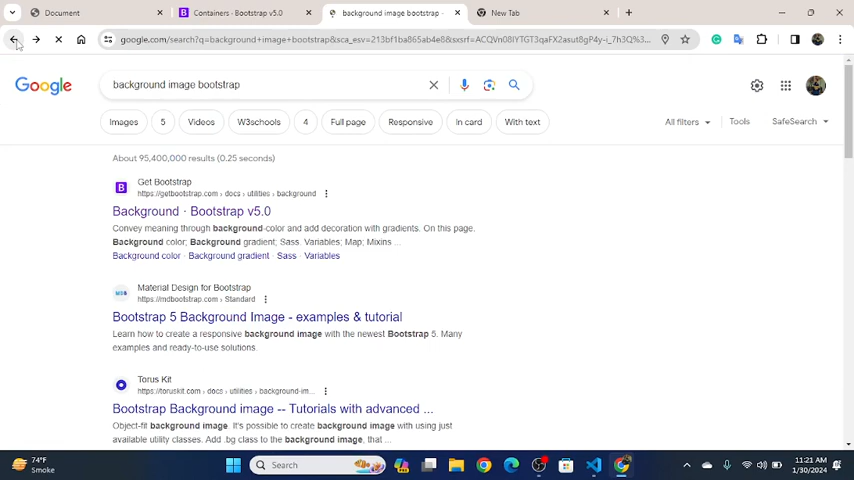 Document
Containers · Bootstrap v5.0
background image bootstrap -
New Tab
google.com/search?q=background+image+bootstrap&sca_esv=213bf1ba865ab4e8&sxsrf=
Google
background image bootstrap
Images
5
Videos
W3schools
4
Full page
Responsive
In card
With text
All filters
Tools
SafeSearch
About 95,400,000 results (0.25 seconds)
Get Bootstrap
https://getbootstrap.com › docs › utilities › background
Background · Bootstrap v5.0
Convey meaning through background-color and add decoration with gradients. On this page.
Background color; Background gradient; Sass. Variables; Map; Mixins ...
Background color · Background gradient · Sass · Variables
MDB
Material Design for Bootstrap
https://mdbootstrap.com › Standard
Bootstrap 5 Background Image - examples & tutorial
Learn how to create a responsive background image with the newest Bootstrap 5. Many
examples and ready-to-use solutions.
Torus Kit
https://toruskit.com › docs › utilities › background-im...
Bootstrap Background image -- Tutorials with advanced ...
Object-fit background image. It's possible to create background image with using just
available utility classes. Add .bg class to the background image, that ...
74°F
Smoke
Search
11:21 AM
1/30/2024